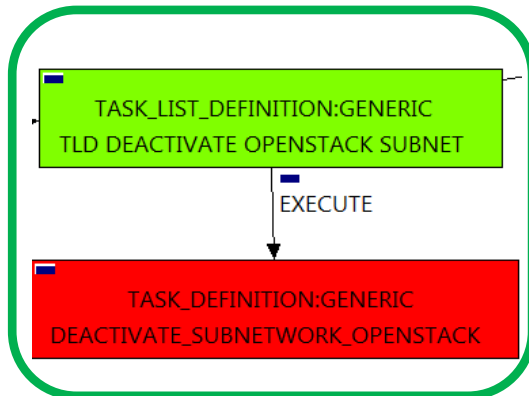 TASK_LIST_DEFINITION:GENERIC
TLD DEACTIVATE OPENSTACK SUBNET
EXECUTE
TASK_DEFINITION:GENERIC
DEACTIVATE_SUBNETWORK_OPENSTACK